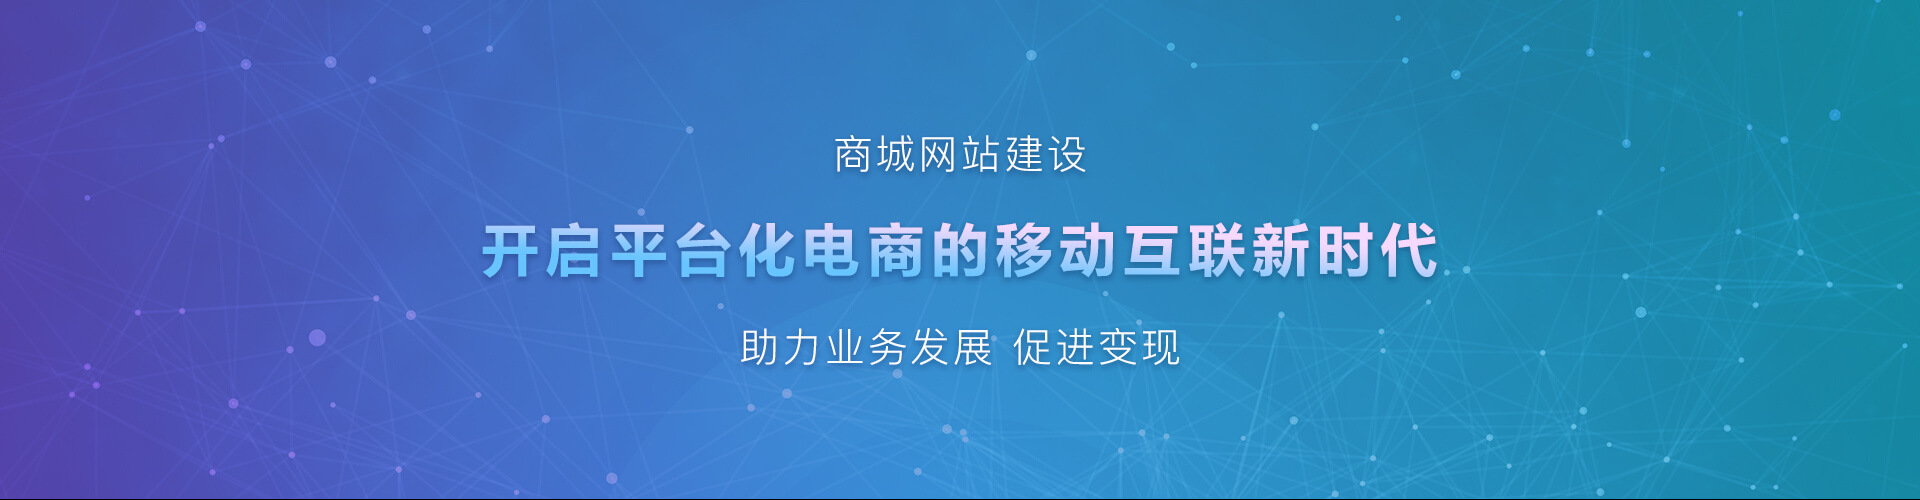 商城网站建设
开启平台化电商的移动互联新时代
助力业务发展 促进变现